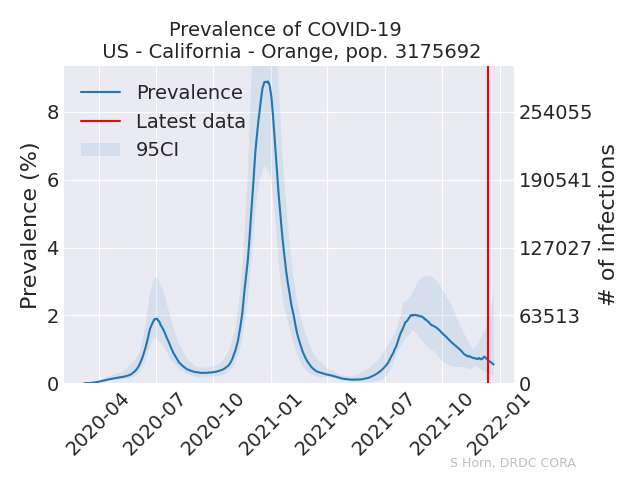 Prevalence of COVID-19
US - California - Orange, pop. 3175692
Prevalence
Latest data
95CI
Prevalence (%)
8
6
4
2
0
254055
190541
127027
63513
0
# of infections
2020-04
2020-07
2020-10
2021-01
2021-04
2021-07
2021-10
2022-01
S Horn, DRDC CORA